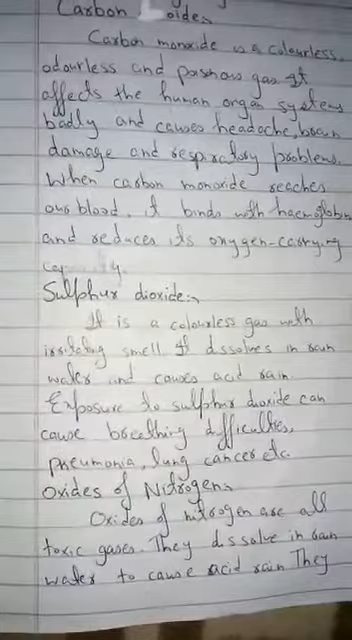 Carbon oxides
Carbon monoxide is a colourless,
odourless and poisnous gas It
affects the human organ systems
badly and causes headache, brain
damage and respiratory problems.
When carbon monoxide reaches
our blood, it binds with haemoglobin
and reduces its oxygen-carrying
Sulphur dioxide:-
It is a colourless gas with
irritating smell It dissolves in rain
water and causes acid rain.
Exposure to sulphur dioxide can
cause breathing difficulties,
pneumonia, lung cancer etc.
Oxides of Nitrogen:-
Oxides of nitrogen are all
toxic gases. They dissolve in rain
water to cause acid rain They